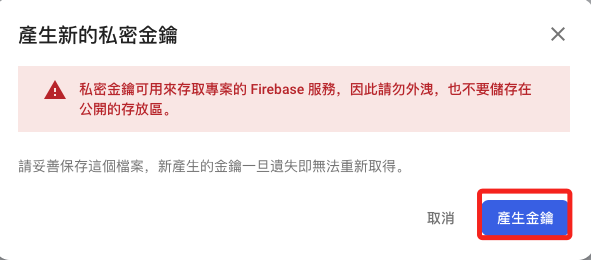 產生新的私密金鑰
私密金鑰可用來存取專案的 Firebase 服務，因此請勿外洩，也不要儲存在
公開的存放區。
請妥善保存這個檔案，新產生的金鑰一旦遺失即無法重新取得。
取消
產生金鑰